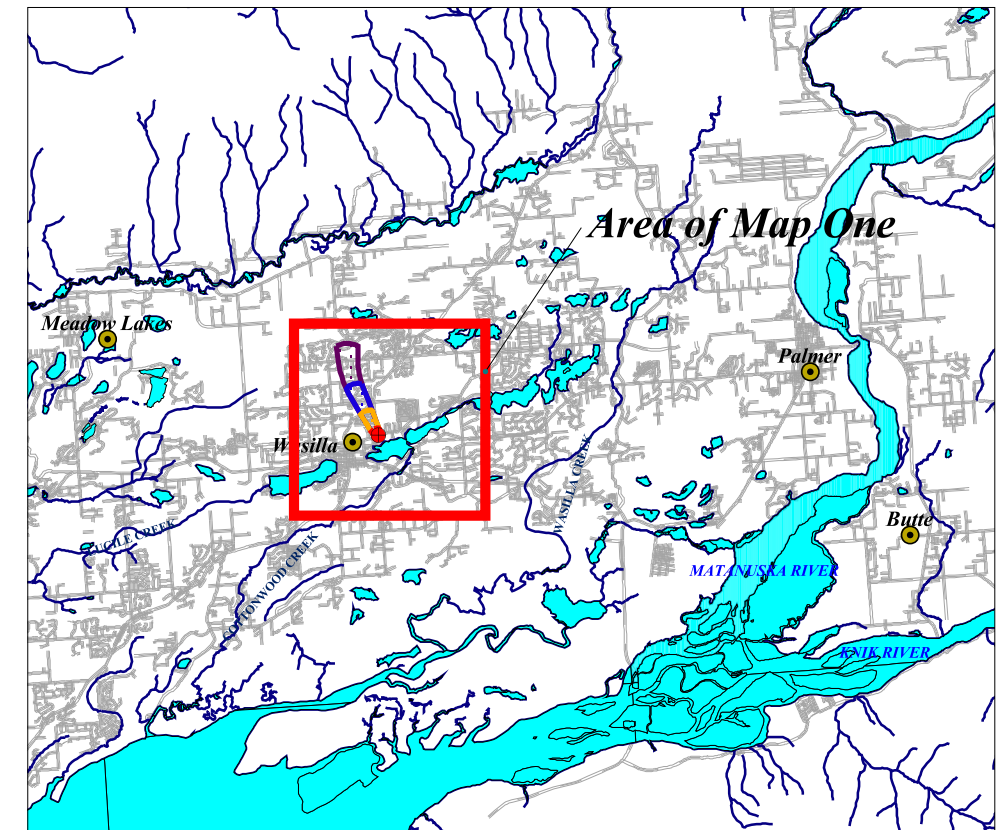 Area of Map One
Meadow Lakes
Palmer
Wasilla
WASILLA CREEK
Butte
LUCILE CREEK
COTTONWOOD CREEK
MATANUSKA RIVER
KNIK RIVER